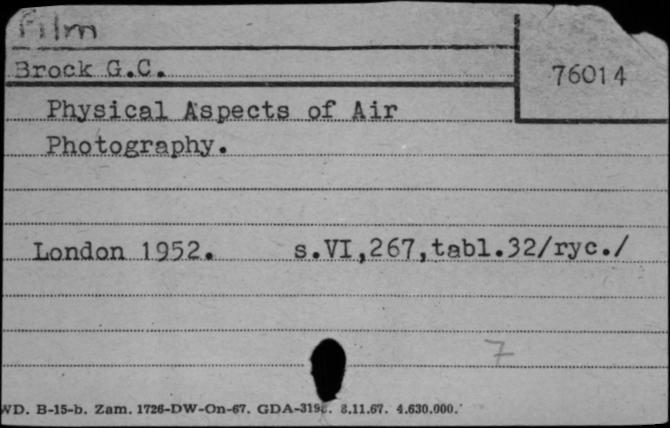 Film
Brock G.C.
76014
Physical Aspects of Air
Photography.
London 1952. s.VI,267,tabl.32/ryc./
7
WD. B-15-b. Zam. 1726-DW-On-67. GDA- 8.11.67. 4.630.000.